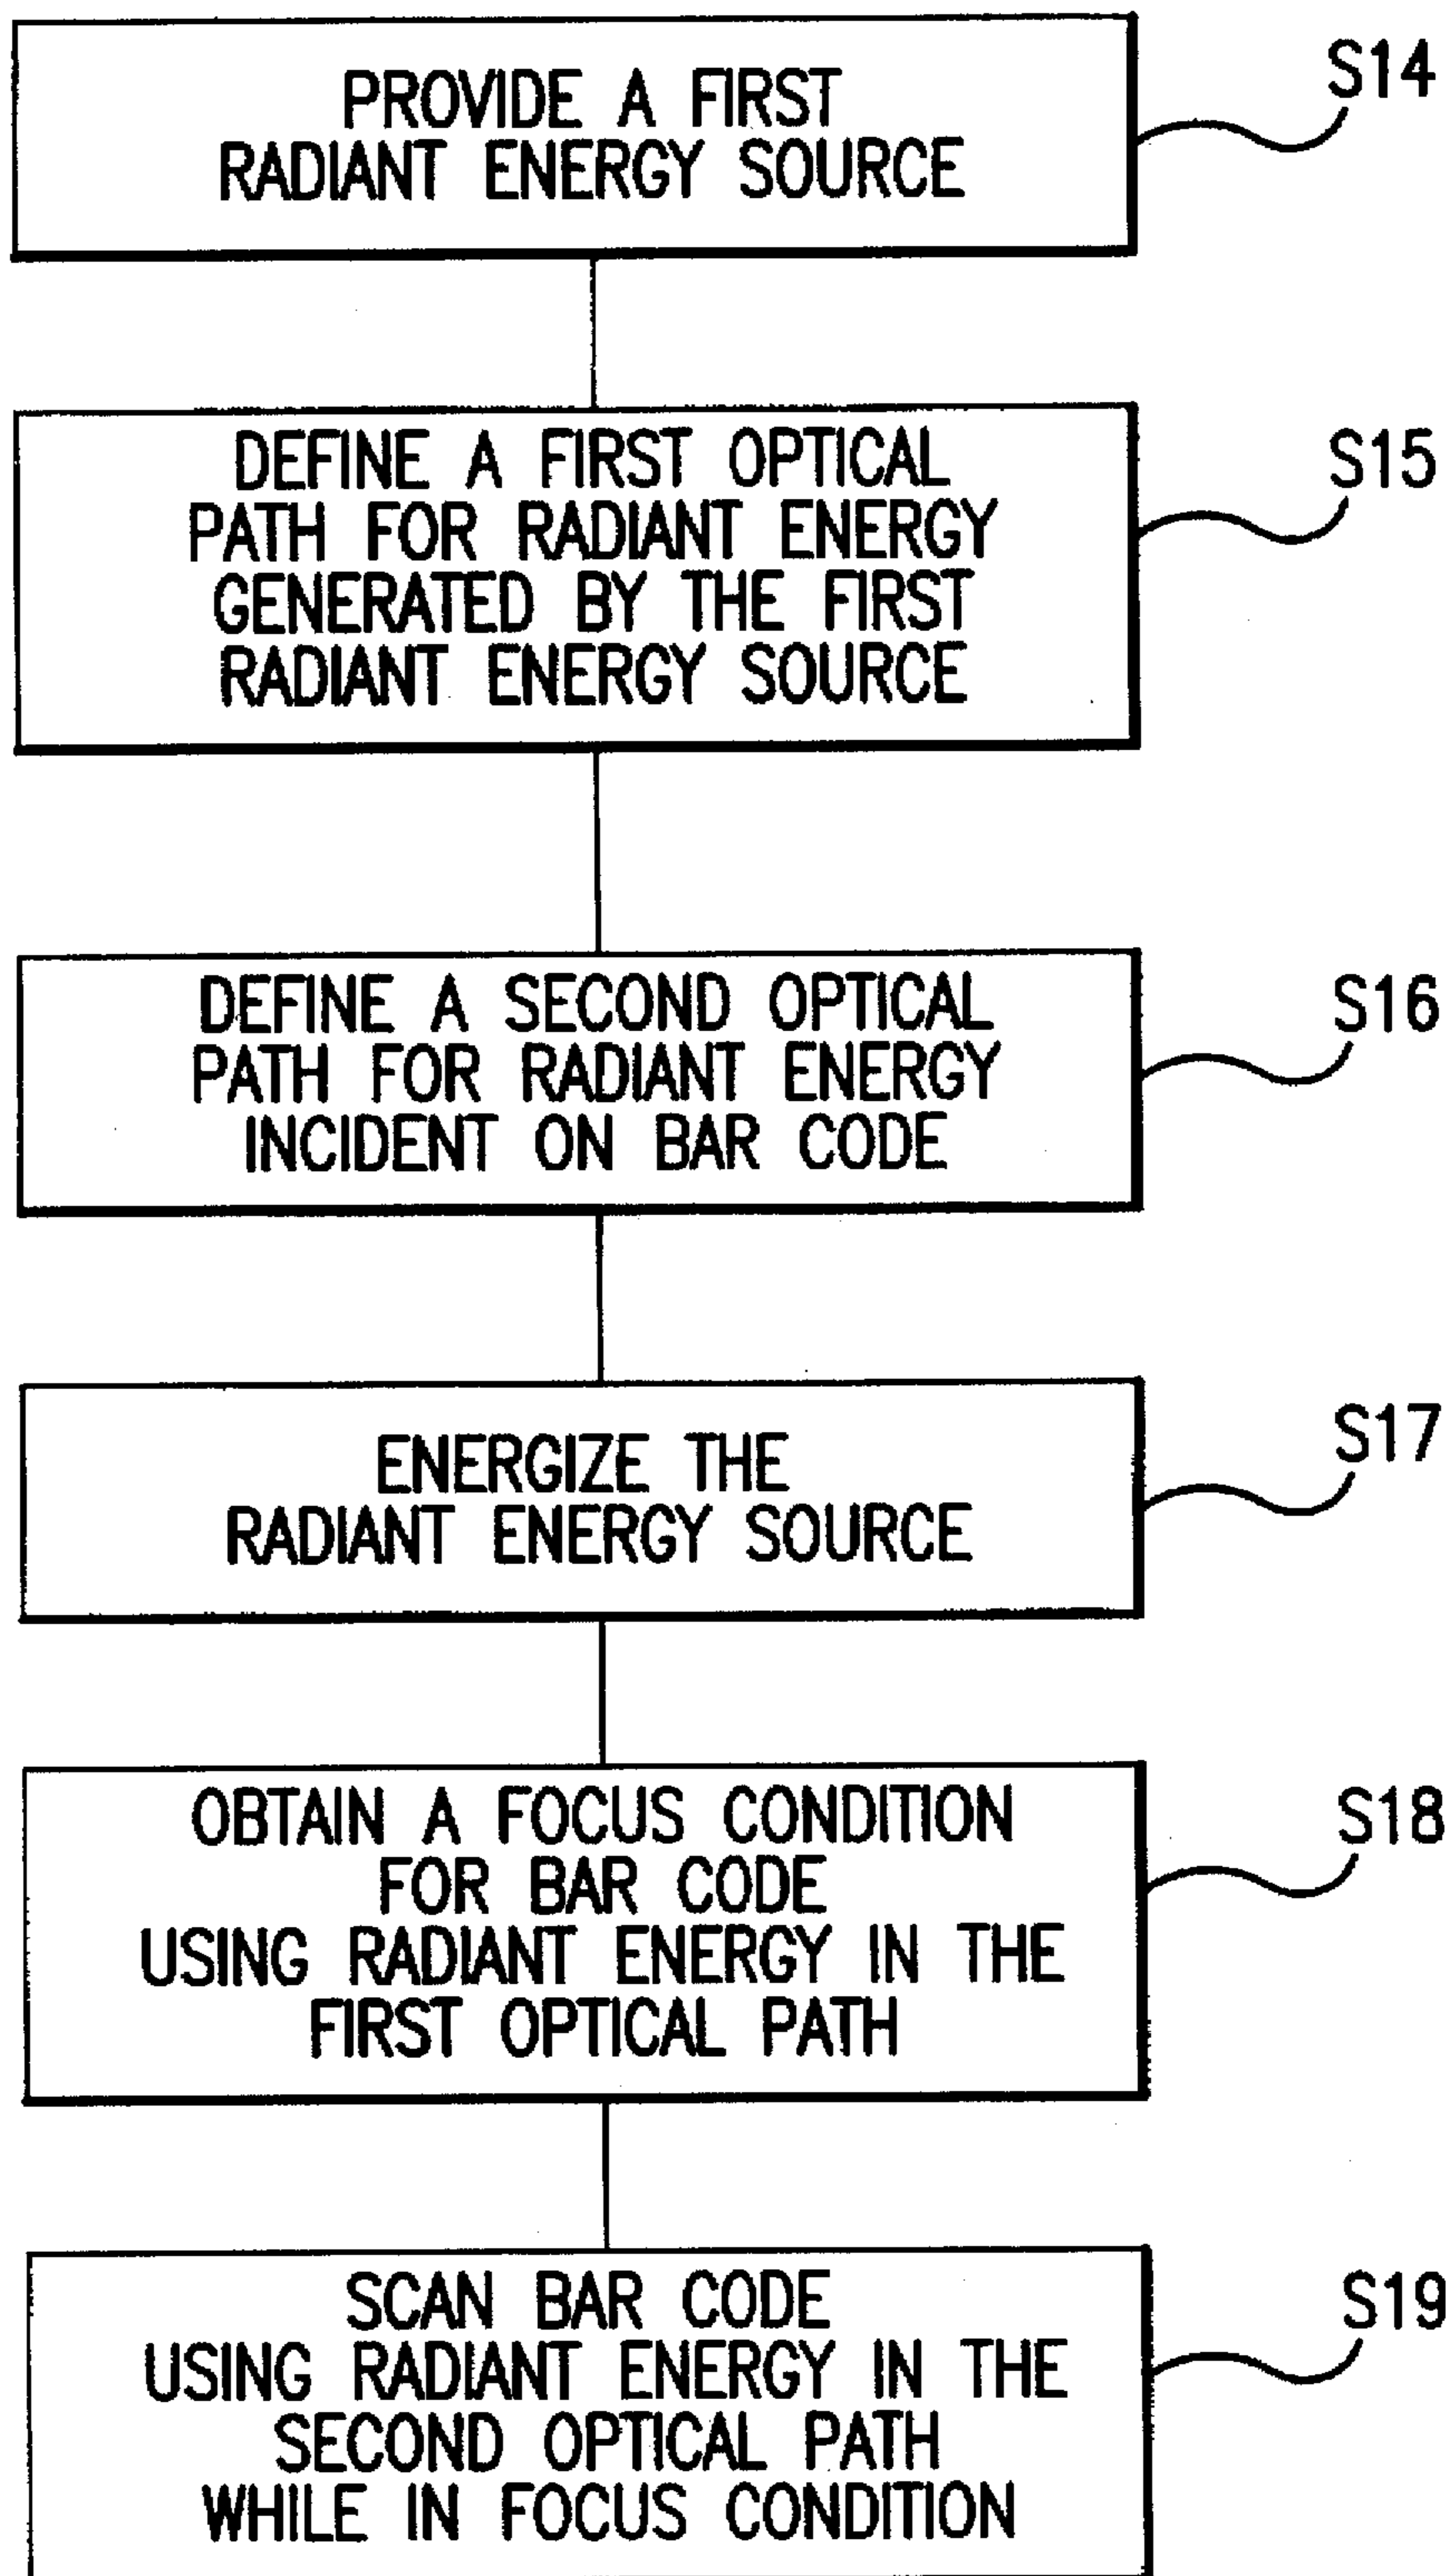 PROVIDE A FIRST
RADIANT ENERGY SOURCE
S14
DEFINE A FIRST OPTICAL
PATH FOR RADIANT ENERGY
GENERATED BY THE FIRST
RADIANT ENERGY SOURCE
S15
DEFINE A SECOND OPTICAL
PATH FOR RADIANT ENERGY
INCIDENT ON BAR CODE
S16
ENERGIZE THE
RADIANT ENERGY SOURCE
S17
OBTAIN A FOCUS CONDITION
FOR BAR CODE
USING RADIANT ENERGY IN THE
FIRST OPTICAL PATH
S18
SCAN BAR CODE
USING RADIANT ENERGY IN THE
SECOND OPTICAL PATH
WHILE IN FOCUS CONDITION
S19